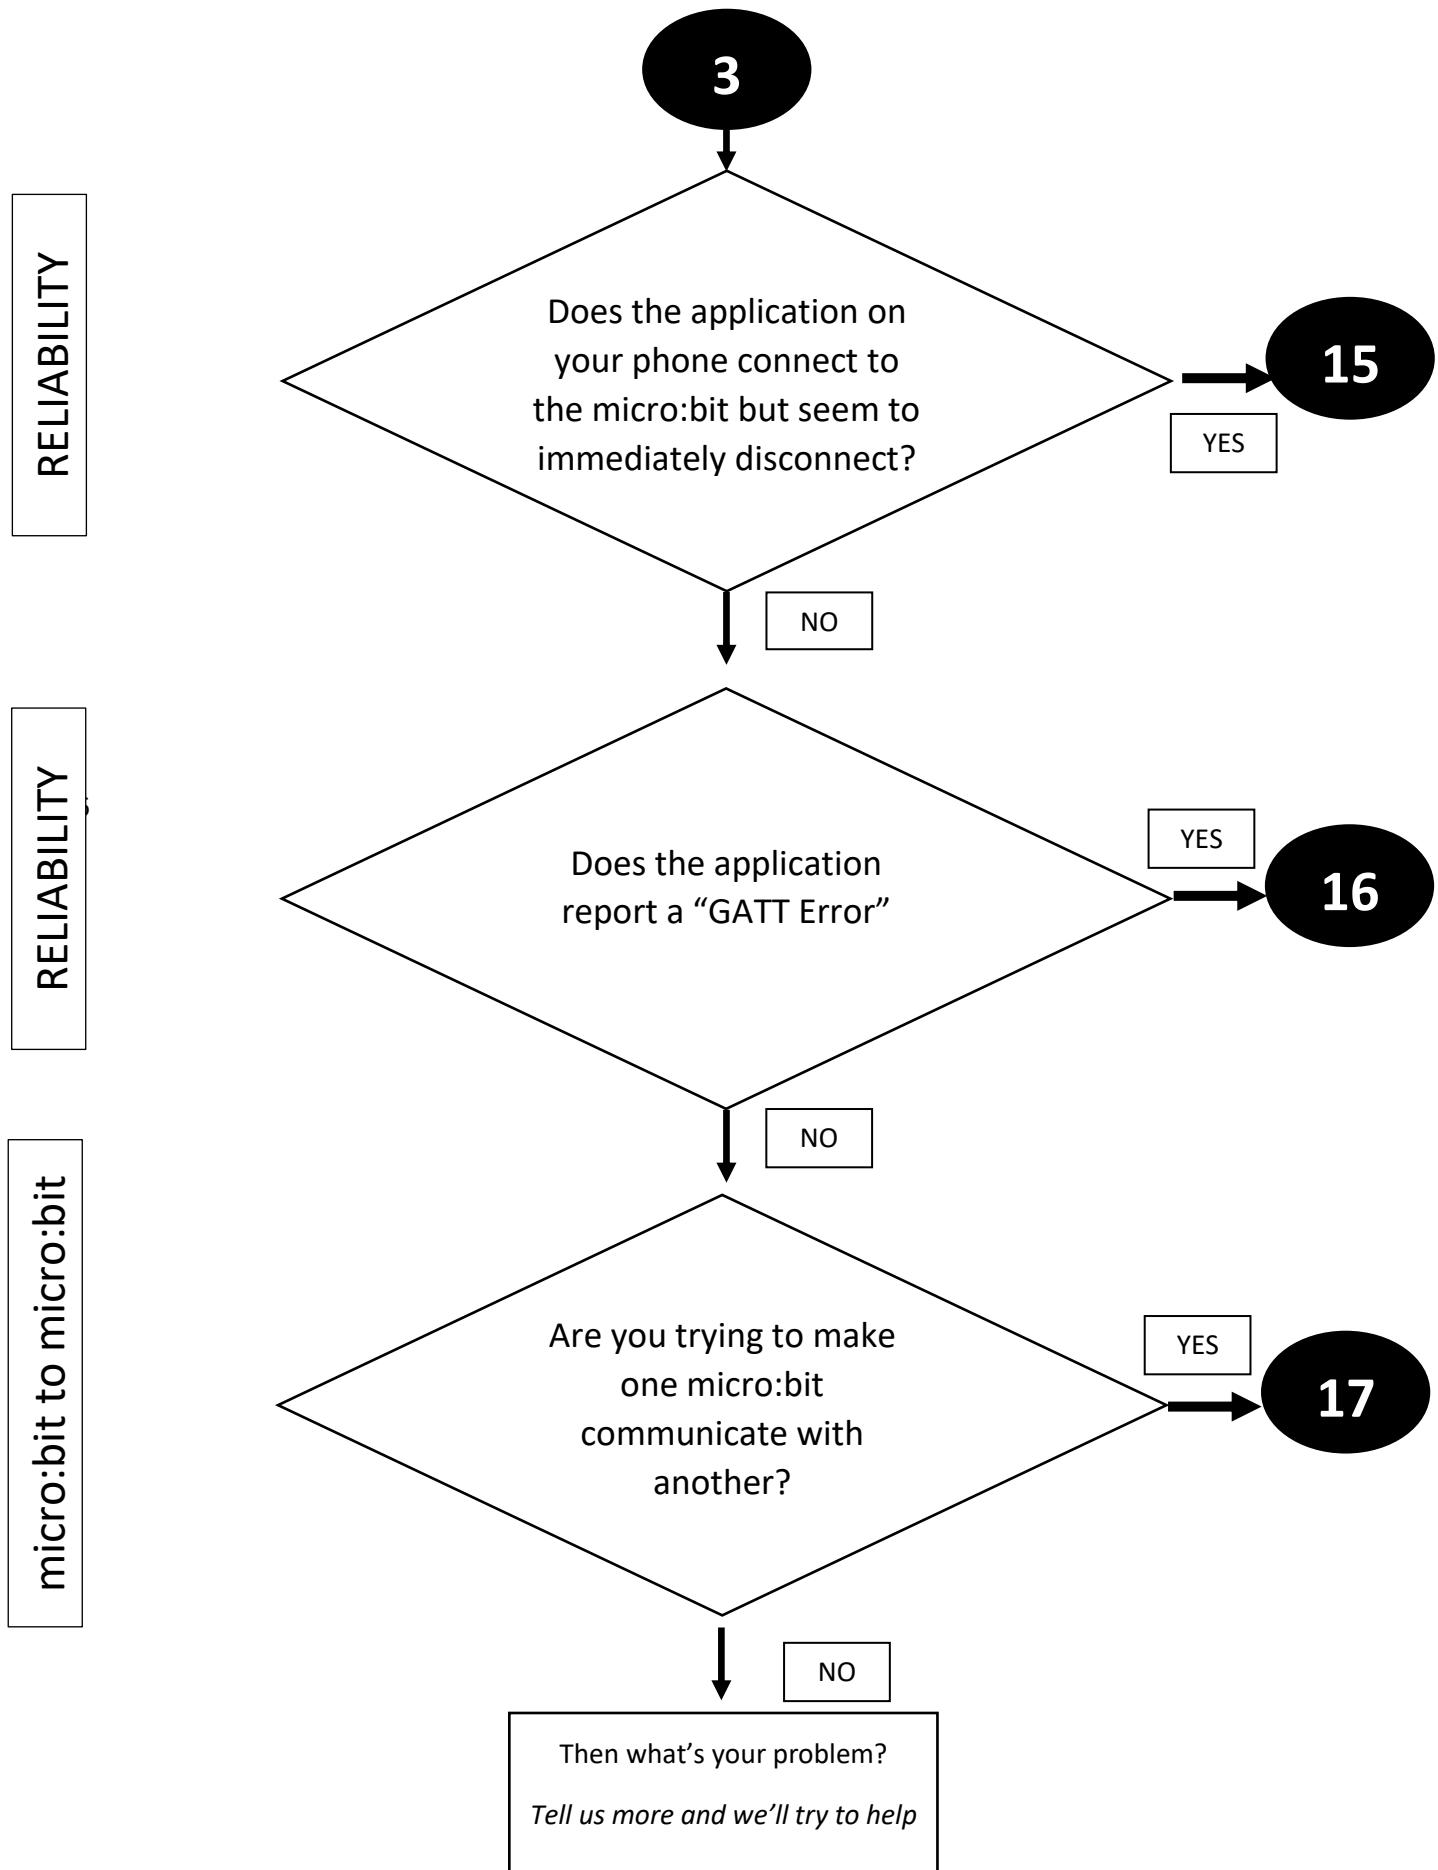 3
RELIABILITY
Does the application on
your phone connect to
the micro:bit but seem to
immediately disconnect?
15
YES
NO
RELIABILITY
Does the application
report a “GATT Error”
YES
16
NO
micro:bit to micro:bit
Are you trying to make
one micro:bit
communicate with
another?
YES
17
NO
Then what’s your problem?
Tell us more and we’ll try to help